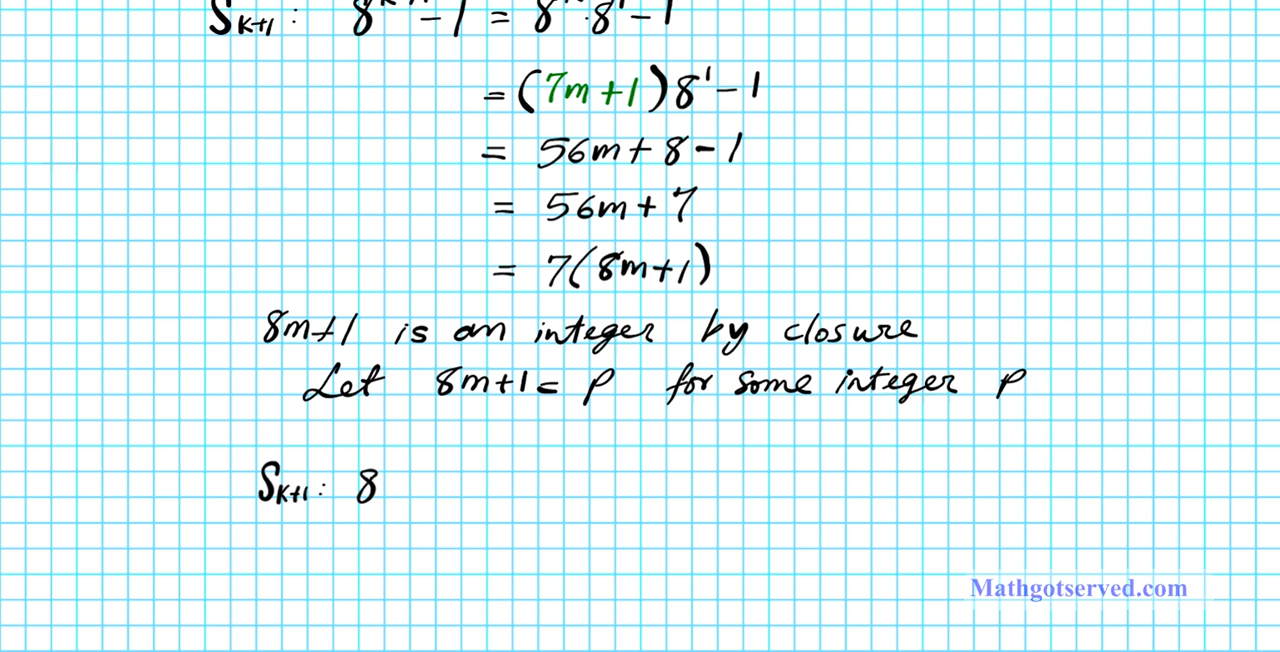 S_{k+1}: 8^{k+1} - 1 = 8^k · 8^1 - 1
= (7m + 1) 8^1 - 1
= 56m + 8 - 1
= 56m + 7
= 7(8m + 1)
8m+1 is an integer by closure
Let 8m+1 = p for some integer p
S_{k+1}: 8
Mathgotserved.com